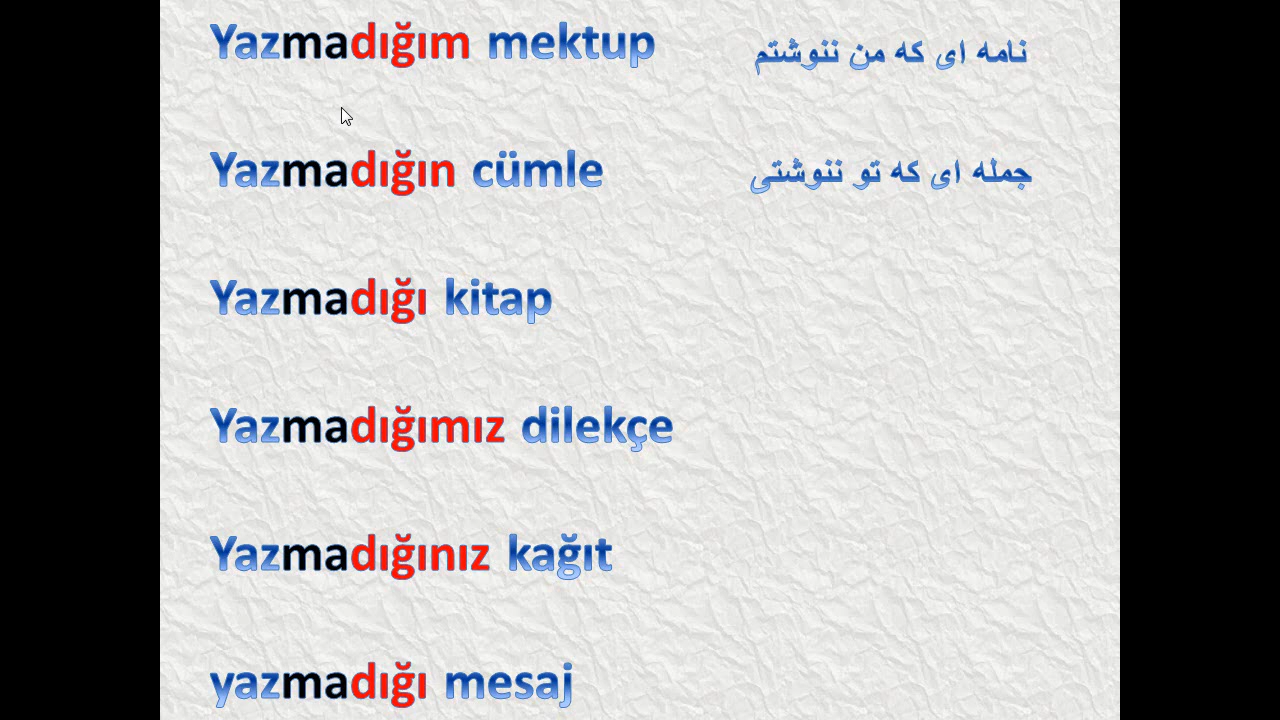 Yazmadığım mektup نامه ای که من ننوشتم
Yazmadığın cümle جمله ای که تو ننوشتی
Yazmadığı kitap
Yazmadığımız dilekçe
Yazmadığınız kağıt
yazmadığı mesaj